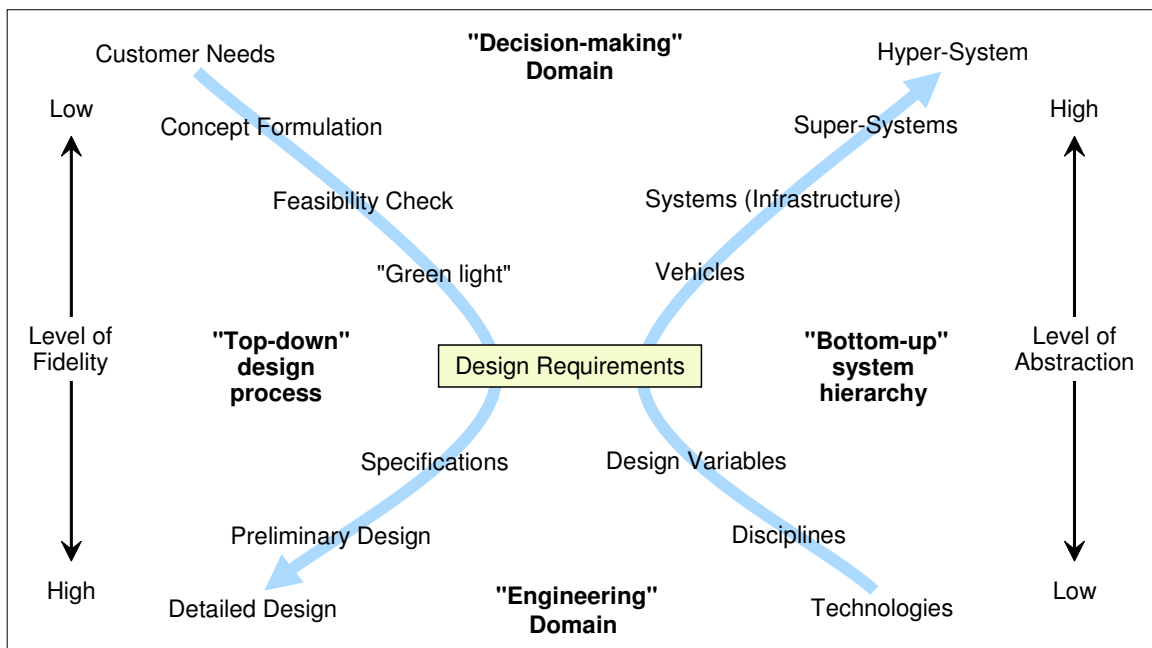 Customer Needs
"Decision-making"
Domain
Hyper-System
Low
High
Concept Formulation
Super-Systems
Feasibility Check
Systems (Infrastructure)
"Green light"
Vehicles
Level of
Fidelity
"Top-down"
design
process
Design Requirements
"Bottom-up"
system
hierarchy
Level of
Abstraction
Specifications
Design Variables
Preliminary Design
Disciplines
High
Low
Detailed Design
"Engineering"
Domain
Technologies